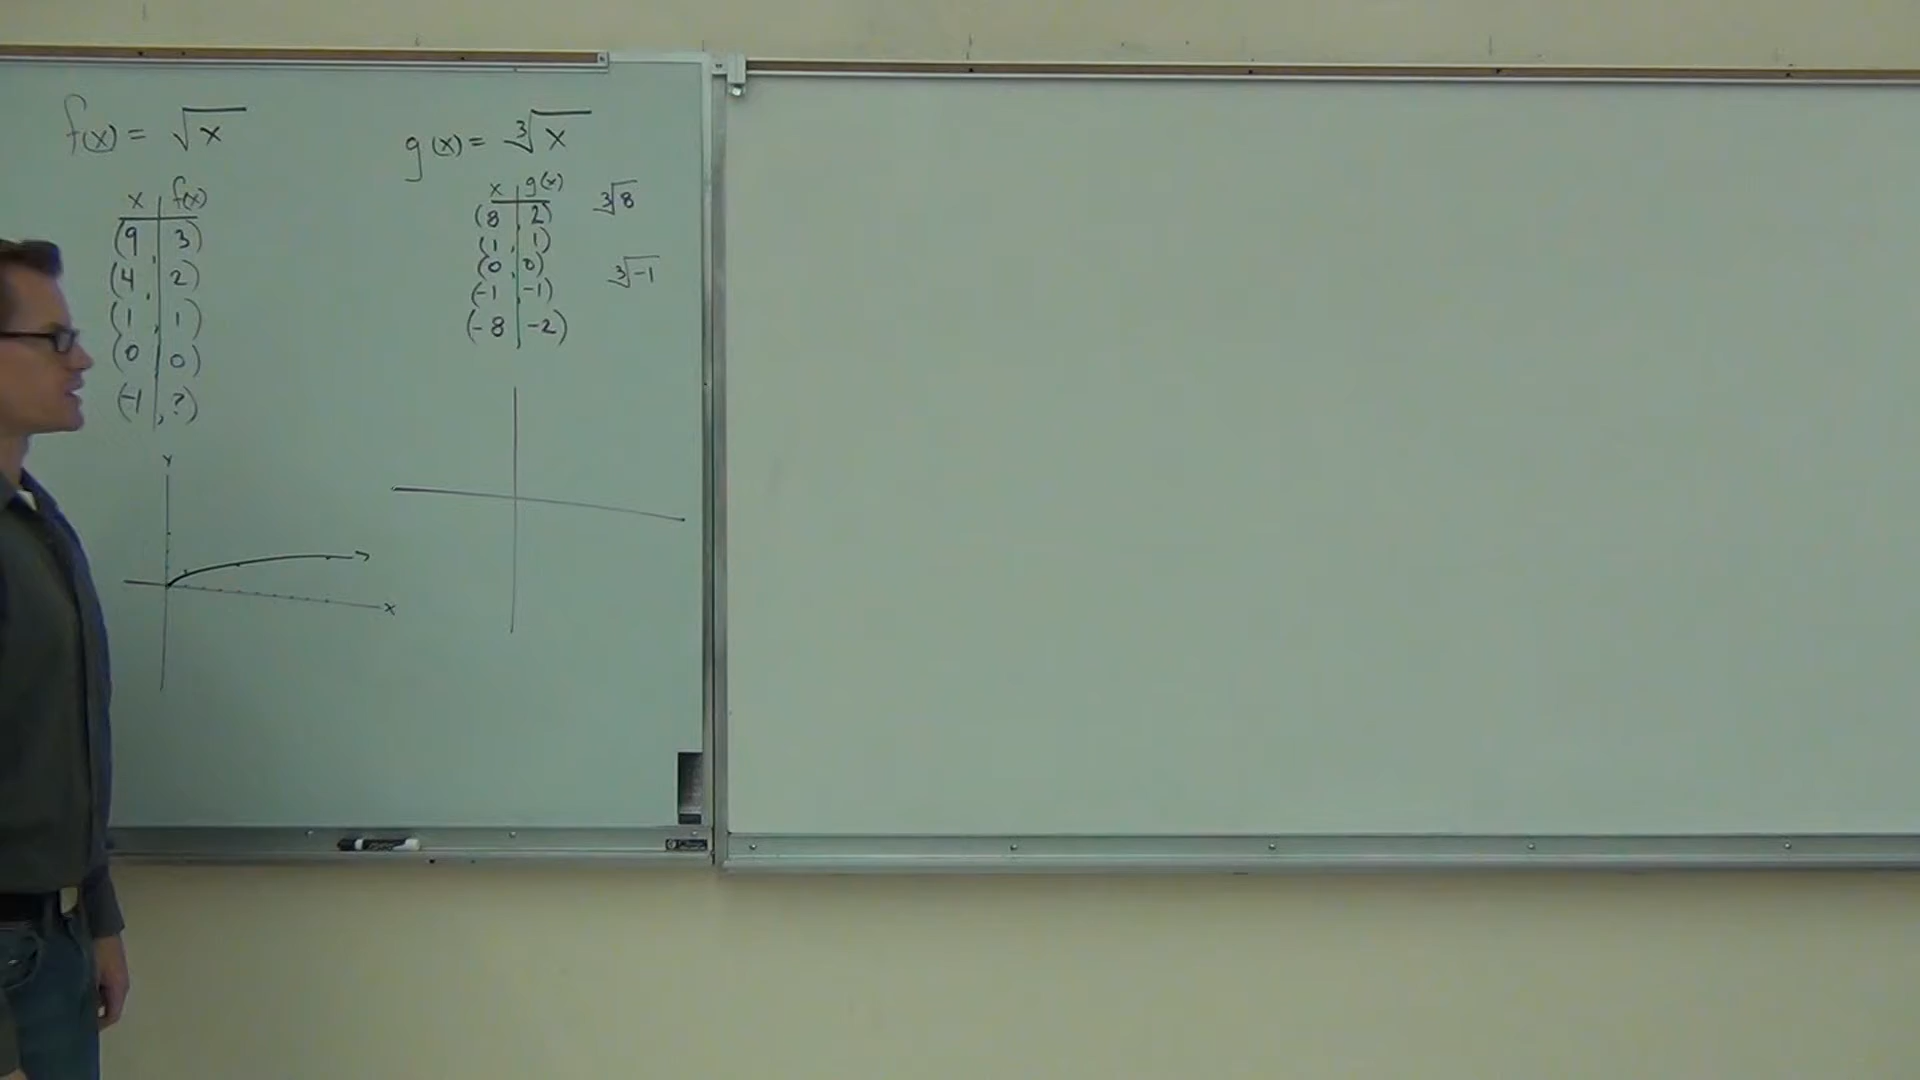 f(x) = √x
x | f(x)
(9, 3)
(4, 2)
(1, 1)
(0, 0)
(-1, ?)
Y
X
g(x) = ∛x
x | g(x)
(8, 2)
(1, 1)
(0, 0)
(-1, -1)
(-8, -2)
∛8
∛-1